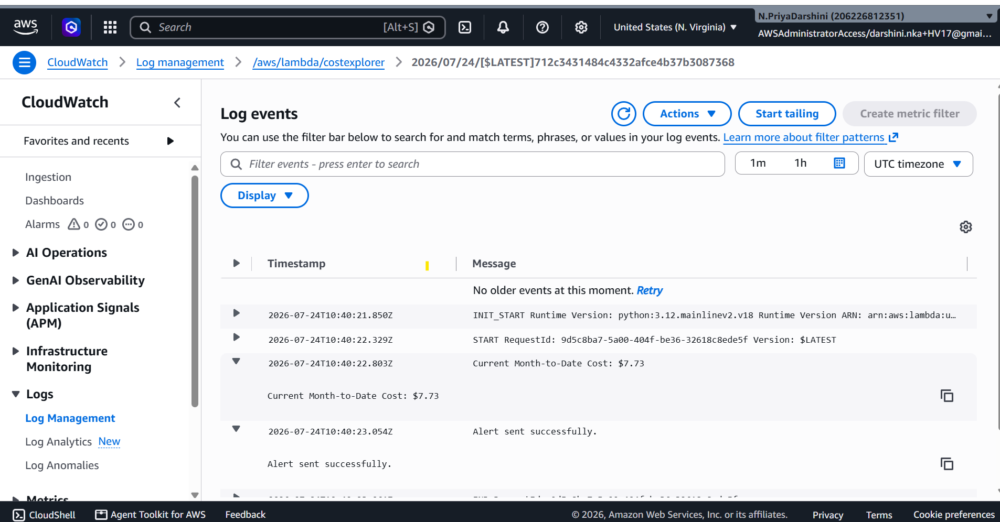 aws
Search [Alt+S]
United States (N. Virginia)
N.PriyaDarshini (206226812351)
AWSAdministratorAccess/darshini.nka+HV17@gmai...
CloudWatch > Log management > /aws/lambda/costexplorer > 2026/07/24/[$LATEST]712c3431484c4332afce4b37b3087368
CloudWatch
Favorites and recents
Ingestion
Dashboards
Alarms 0 0 0
AI Operations
GenAI Observability
Application Signals
(APM)
Infrastructure
Monitoring
Logs
Log Management
Log Analytics New
Log Anomalies
Metrics
Log events
Actions
Start tailing
Create metric filter
You can use the filter bar below to search for and match terms, phrases, or values in your log events. Learn more about filter patterns
Filter events - press enter to search
1m 1h
UTC timezone
Display
Timestamp Message
No older events at this moment. Retry
2026-07-24T10:40:21.850Z INIT_START Runtime Version: python:3.12.mainlinev2.v18 Runtime Version ARN: arn:aws:lambda:u…
2026-07-24T10:40:22.329Z START RequestId: 9d5c8ba7-5a00-404f-be36-32618c8ede5f Version: $LATEST
2026-07-24T10:40:22.803Z Current Month-to-Date Cost: $7.73
Current Month-to-Date Cost: $7.73
2026-07-24T10:40:23.054Z Alert sent successfully.
Alert sent successfully.
CloudShell Agent Toolkit for AWS Feedback © 2026, Amazon Web Services, Inc. or its affiliates. Privacy Terms Cookie preferences